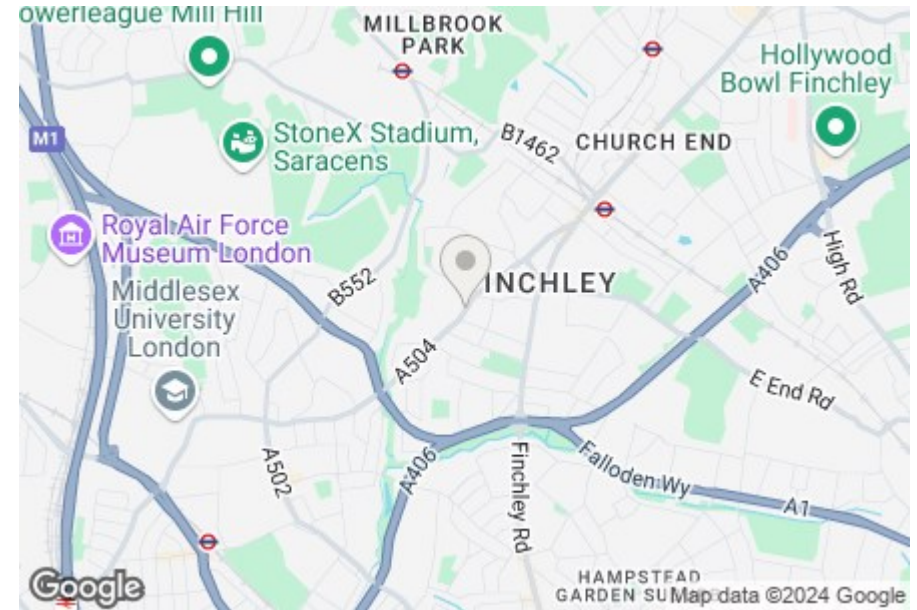 owerleague Mill Hill
MILLBROOK
PARK
Hollywood
Bowl Finchley
M1
StoneX Stadium,
Saracens
B1462
CHURCH END
Royal Air Force
Museum London
B552
INCHLEY
A406
High Rd
Middlesex
University
London
A504
E End Rd
A502
A406
Finchley Rd
Falloden Wy
A1
HAMPSTEAD
GARDEN SU
Google
Map data ©2024 Google